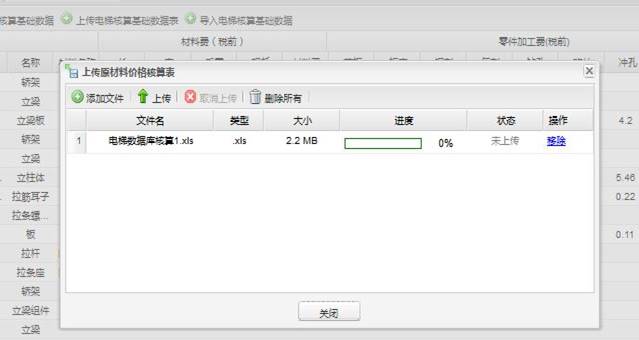 核算基础数据 上传电梯核算基础数据表 导入电梯核算基础数据
材料费（税前） 零件加工费(税前)
名称 冲孔
上传原材料价格核算表
轿架
添加文件 上传 取消上传 删除所有
立梁
文件名 类型 大小 进度 状态 操作
立梁板 4.2
1 电梯数据库核算1.xls .xls 2.2 MB 0% 未上传 移除
轿架
立梁
立柱体 5.46
拉筋耳子 0.22
拉条螺...
板 0.11
拉杆
拉条座
轿架
立梁组件
关闭
立梁